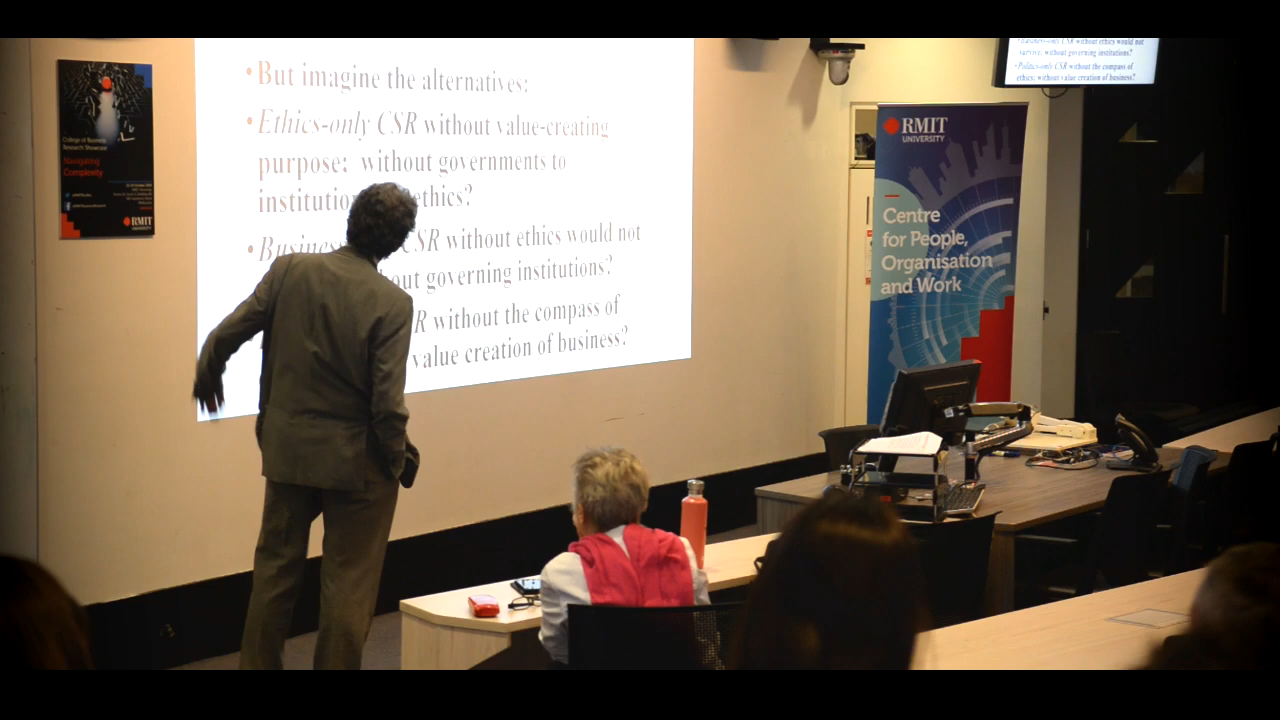 •But imagine the alternatives:
•Ethics-only CSR without value-creating
purpose: without governments to
ethics?
•
CSR without ethics would not
governing institutions?
without the compass of
value creation of business?
survive; without governing institutions?
•Politics-only CSR without the compass of
ethics; without value creation of business?
College of Business
Research Showcase
Navigating
Complexity
RMIT
UNIVERSITY
RMIT
UNIVERSITY
Centre
for People,
Organisation
and Work